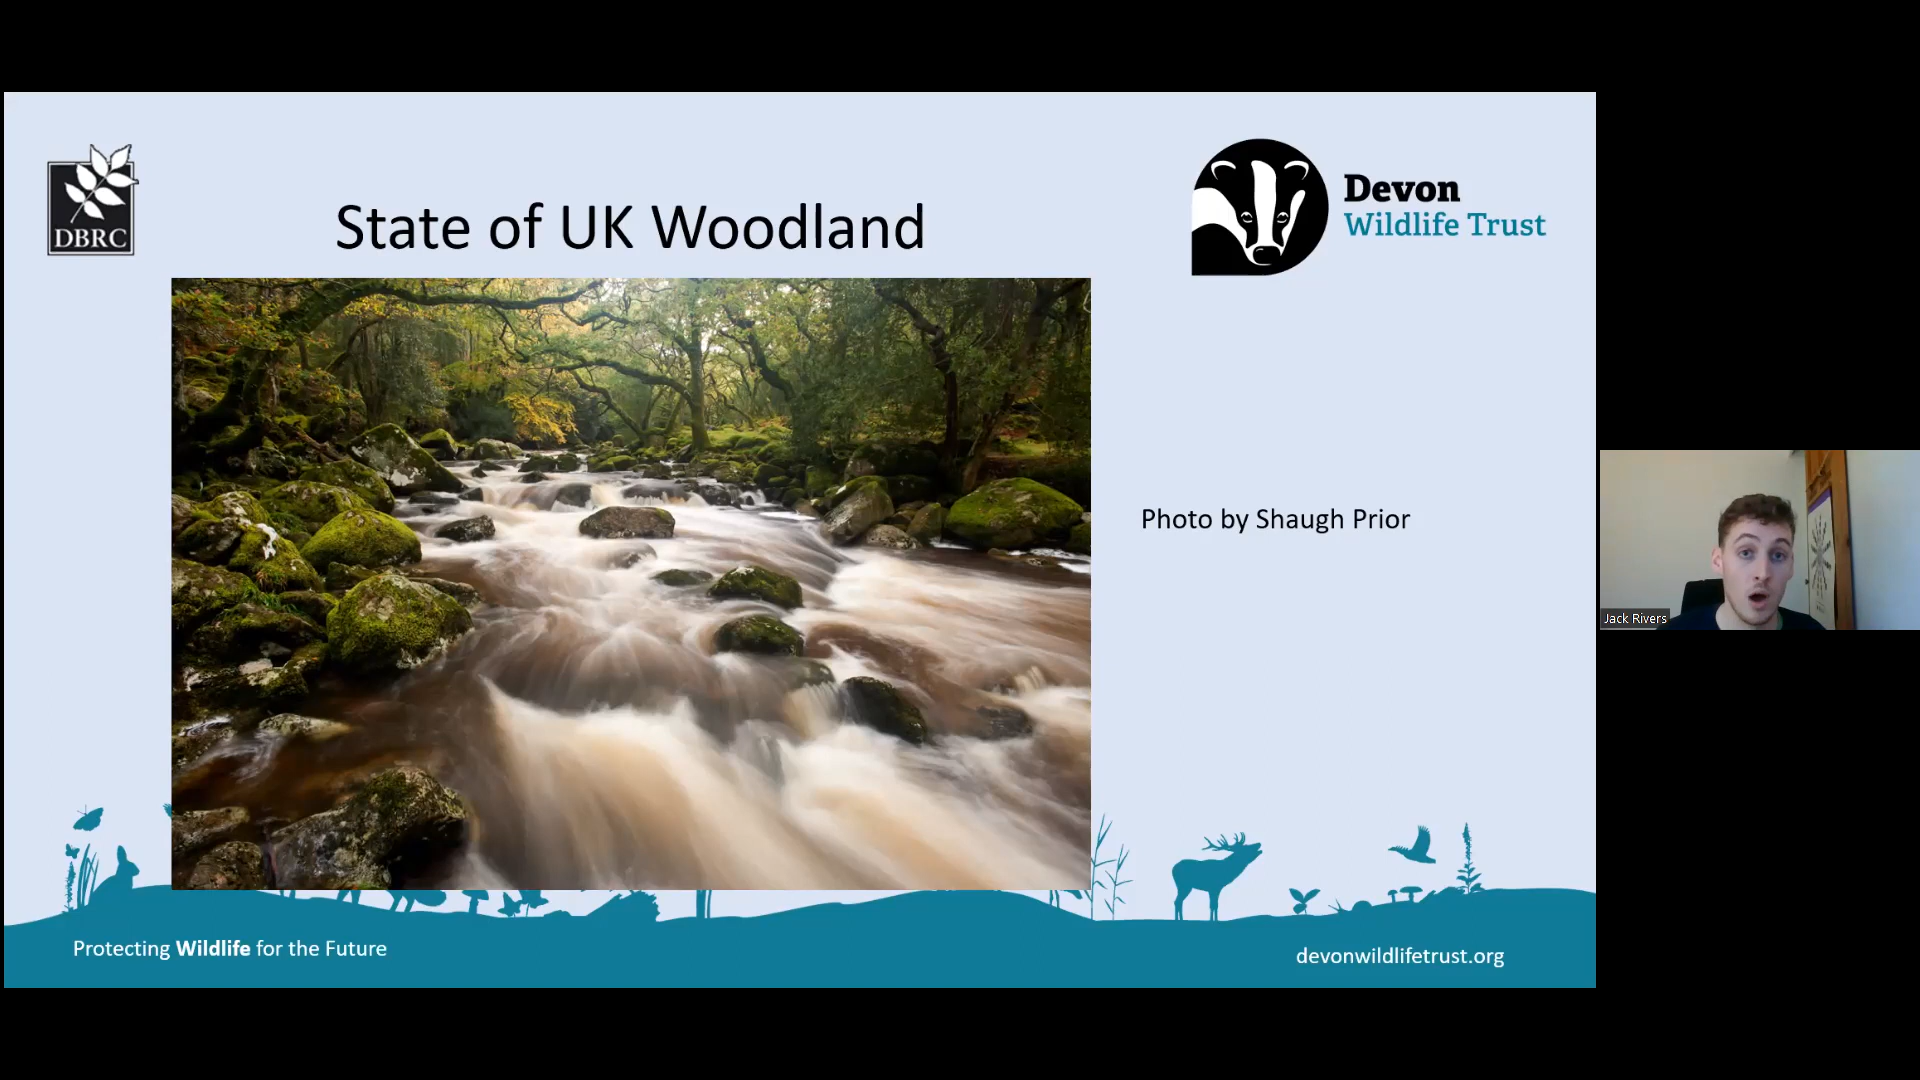 DBRC
State of UK Woodland
Devon
Wildlife Trust
Photo by Shaugh Prior
Jack Rivers
Protecting Wildlife for the Future
devonwildlifetrust.org